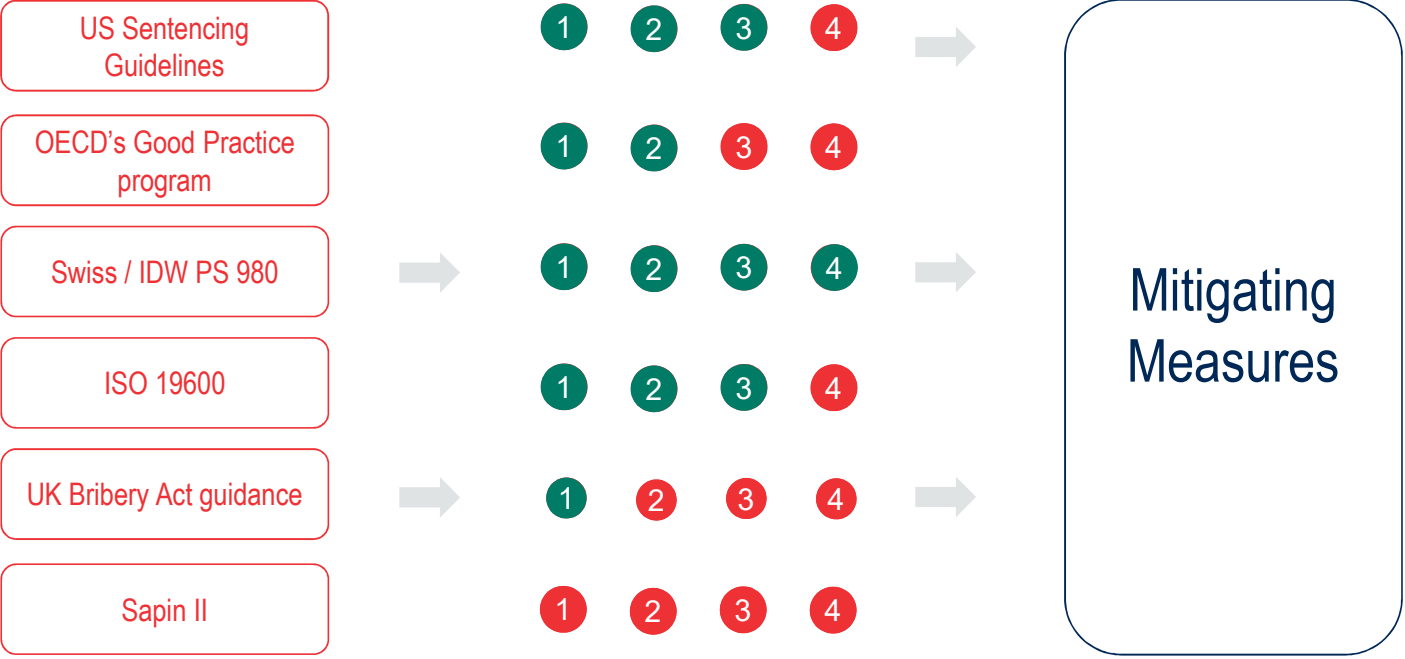 US Sentencing
Guidelines
1 2 3 4
OECD’s Good Practice
program
1 2 3 4
Swiss / IDW PS 980
1 2 3 4
ISO 19600
1 2 3 4
UK Bribery Act guidance
1 2 3 4
Sapin II
1 2 3 4
Mitigating
Measures